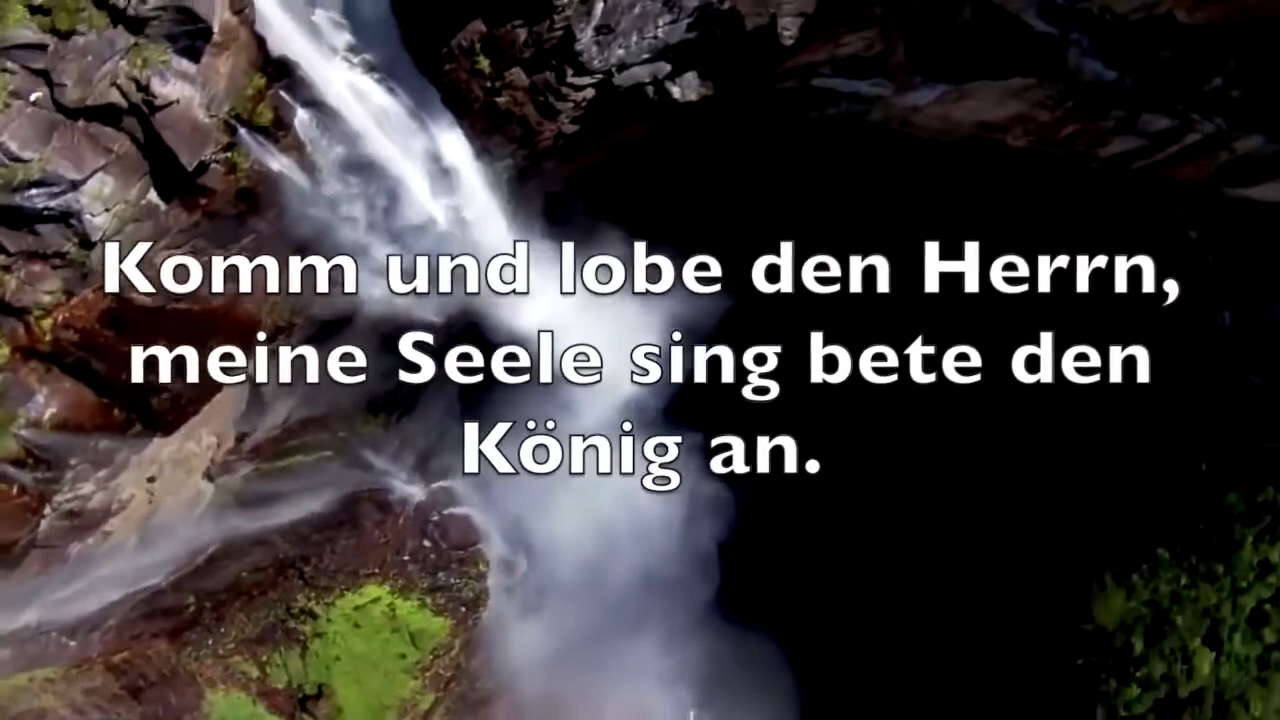 Komm und lobe den Herrn,
meine Seele sing bete den
König an.